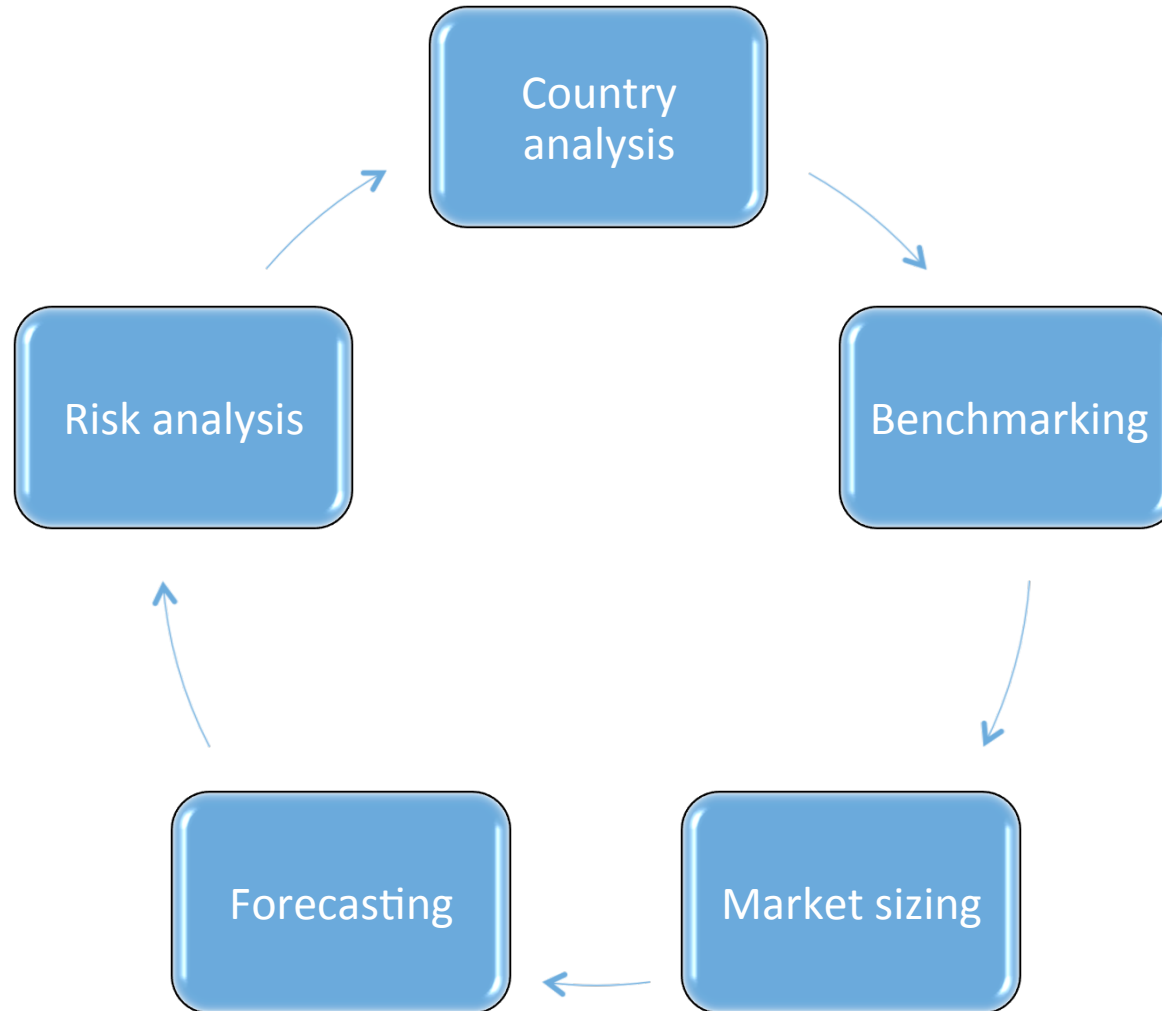 Country
analysis
Benchmarking
Market sizing
Forecasting
Risk analysis